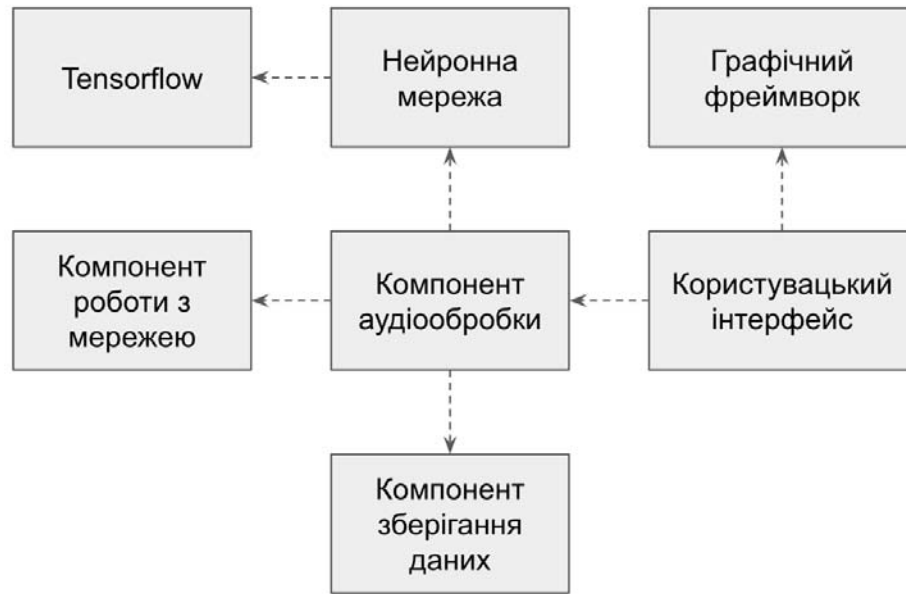 Tensorflow
Нейронна
мережа
Графічний
фреймворк
Компонент
роботи з
мережею
Компонент
аудіообробки
Користувацький
інтерфейс
Компонент
зберігання
даних